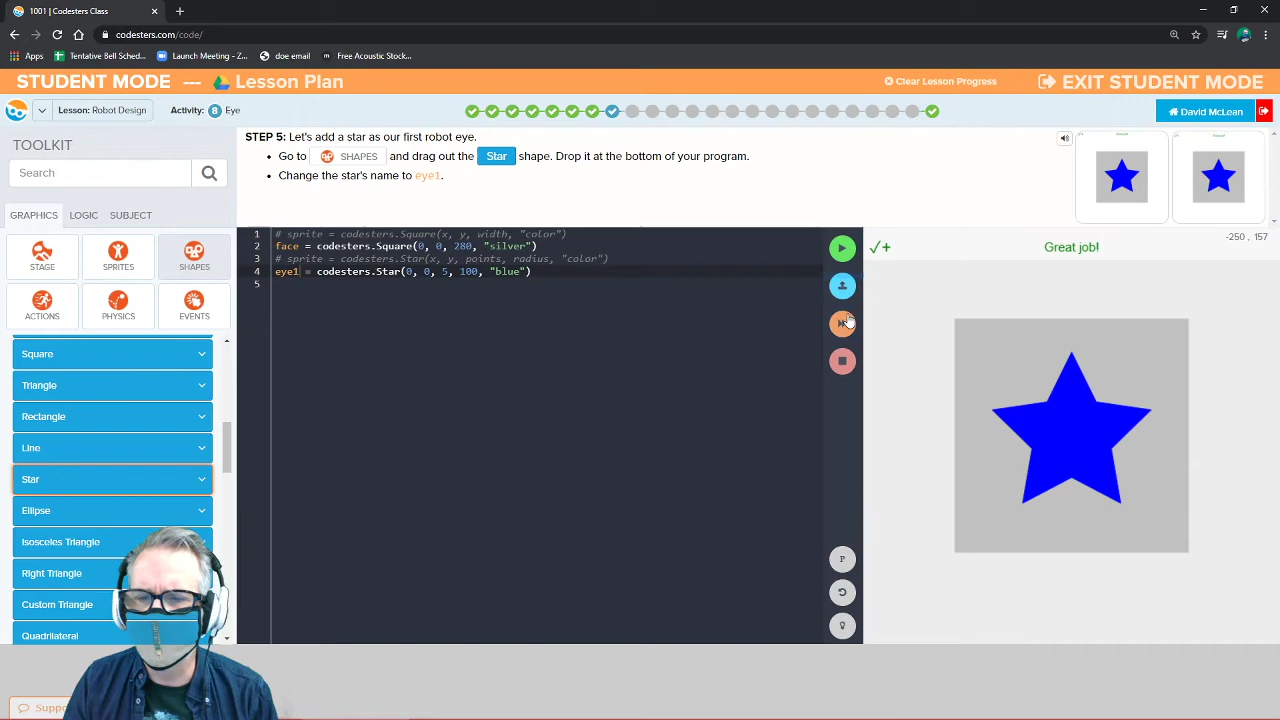 1001 | Codesters Class
codesters.com/code/
Apps Tentative Bell Sched... Launch Meeting - Z... doe email Free Acoustic Stock...
STUDENT MODE --- Lesson Plan Clear Lesson Progress EXIT STUDENT MODE
Lesson: Robot Design Activity: 8 Eye David McLean
TOOLKIT
Search
GRAPHICS LOGIC SUBJECT
STAGE SPRITES SHAPES
ACTIONS PHYSICS EVENTS
Square
Triangle
Rectangle
Line
Star
Ellipse
Isosceles Triangle
Right Triangle
Custom Triangle
Quadrilateral
Suppo
STEP 5: Let's add a star as our first robot eye.
• Go to SHAPES and drag out the Star shape. Drop it at the bottom of your program.
• Change the star's name to eye1.
1 # sprite = codesters.Square(x, y, width, "color")
2 face = codesters.Square(0, 0, 280, "silver")
3 # sprite = codesters.Star(x, y, points, radius, "color")
4 eye1 = codesters.Star(0, 0, 5, 100, "blue")
5
P
-250 , 157
✓+ Great job!